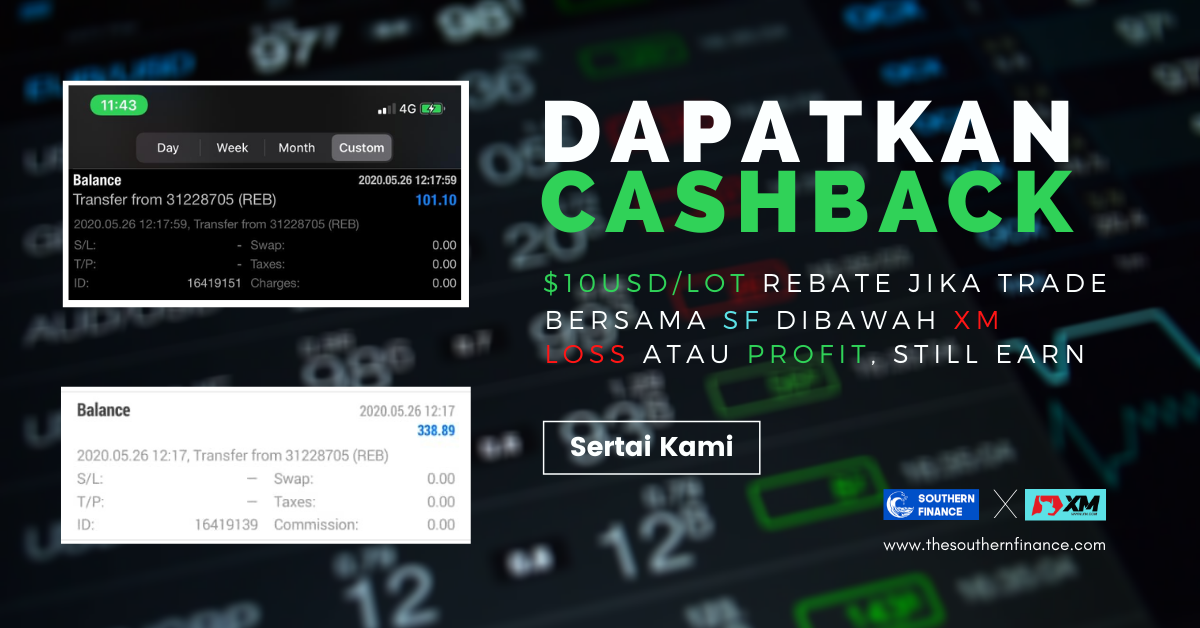 11:43
4G
Day Week Month Custom
Balance 2020.05.26 12:17:59
Transfer from 31228705 (REB) 101.10
2020.05.26 12:17:59, Transfer from 31228705 (REB)
S/L: - Swap: 0.00
T/P: - Taxes: 0.00
ID: 16419151 Charges: 0.00
Balance 2020.05.26 12:17
338.89
2020.05.26 12:17, Transfer from 31228705 (REB)
S/L: – Swap: 0.00
T/P: – Taxes: 0.00
ID: 16419139 Commission: 0.00
DAPATKAN
CASHBACK
$10USD/LOT REBATE JIKA TRADE
BERSAMA SF DIBAWAH XM
LOSS ATAU PROFIT, STILL EARN
Sertai Kami
SOUTHERN
FINANCE
XM
www.thesouthernfinance.com